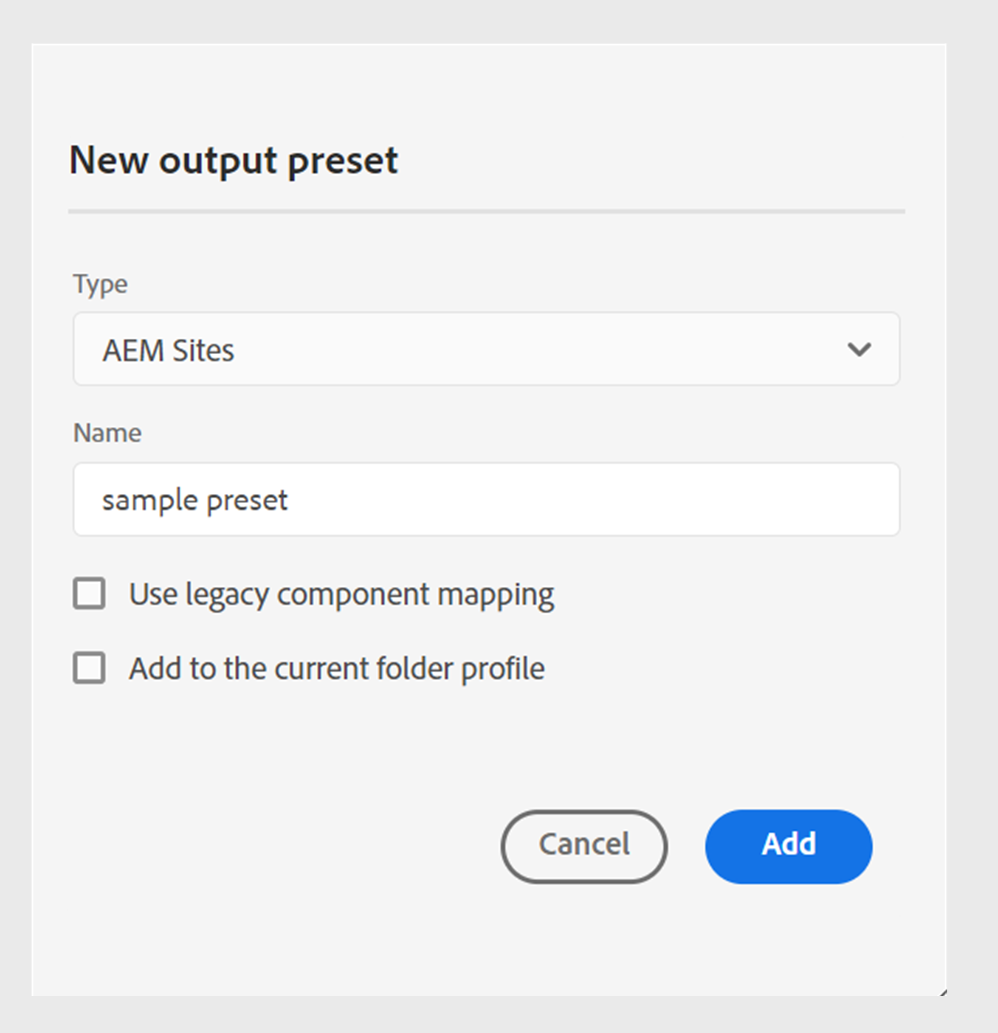 New output preset
Type
AEM Sites
Name
sample preset
Use legacy component mapping
Add to the current folder profile
Cancel
Add